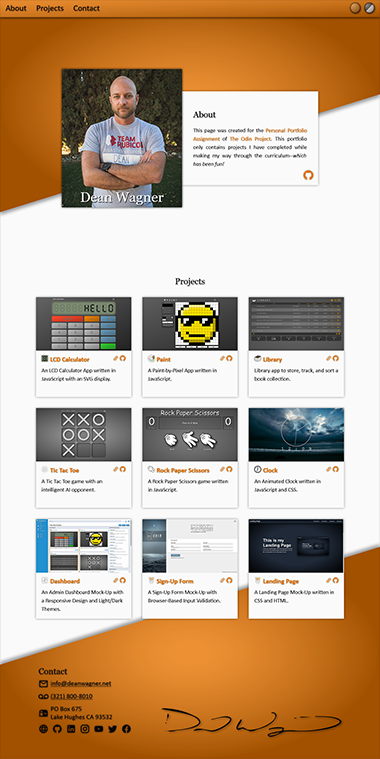 About Projects Contact
TEAM
RUBICON
DEAN
Dean Wagner
About
This page was created for the Personal Portfolio
Assignment of The Odin Project. This portfolio
only contains projects I have completed while
making my way through the curriculum—which
has been fun!
Projects
HELLO
LCD Calculator
An LCD Calculator App written in
JavaScript with an SVG display.
Paint
A Paint-by-Pixel App written in
JavaScript.
Library
Library app to store, track, and sort a
book collection.
XXX
OOX
XO
Tic Tac Toe
A Tic Tac Toe game with an
intelligent AI opponent.
Rock Paper Scissors
0 0
Rock Paper Scissors
A Rock Paper Scissors game written
in JavaScript.
Clock
An Animated Clock written in
JavaScript and CSS.
Dashboard
An Admin Dashboard Mock-Up with
a Responsive Design and Light/Dark
Themes.
Sign-Up Form
A Sign-Up Form Mock-Up with
Browser-Based Input Validation.
This is my
Landing Page
Landing Page
A Landing Page Mock-Up written in
CSS and HTML.
Contact
info@deanwagner.net
(321) 800-8010
PO Box 675
Lake Hughes CA 93532